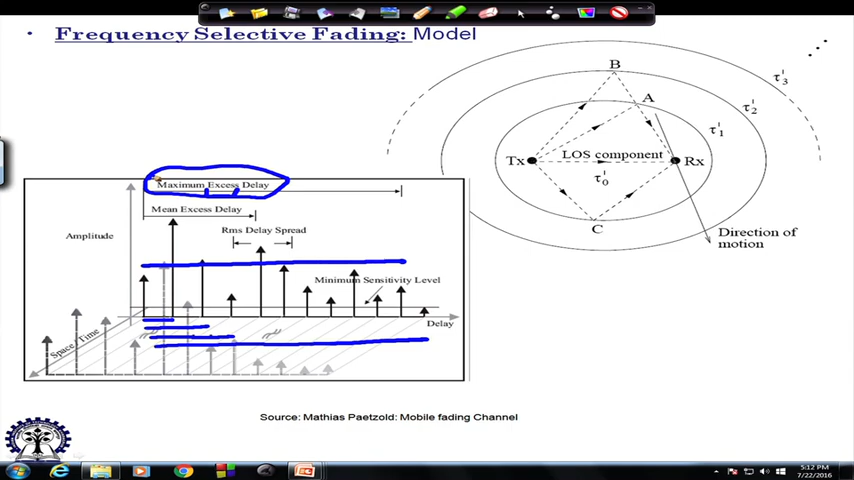 • Frequency Selective Fading: Model
B
A
τ'3
τ'2
τ'1
Tx
LOS component
Rx
τ'0
C
Direction of
motion
Maximum Excess Delay
Mean Excess Delay
Rms Delay Spread
Amplitude
Minimum Sensitivity Level
Delay
Space / Time
Source: Mathias Paetzold: Mobile fading Channel
5:12 PM
7/22/2016